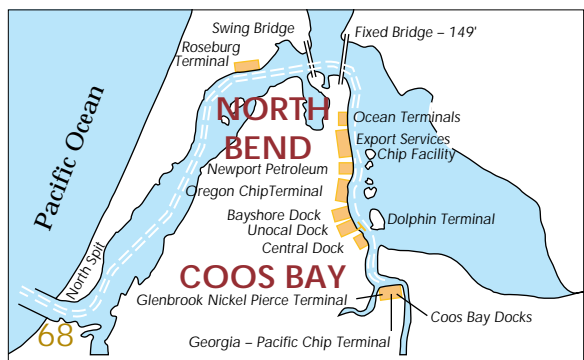 Swing Bridge
Fixed Bridge – 149'
Roseburg
Terminal
NORTH
BEND
Ocean Terminals
Export Services
Chip Facility
Newport Petroleum
Oregon ChipTerminal
Bayshore Dock
Unocal Dock
Central Dock
Dolphin Terminal
Pacific Ocean
North Spit
COOS BAY
Glenbrook Nickel Pierce Terminal
Coos Bay Docks
Georgia – Pacific Chip Terminal
68